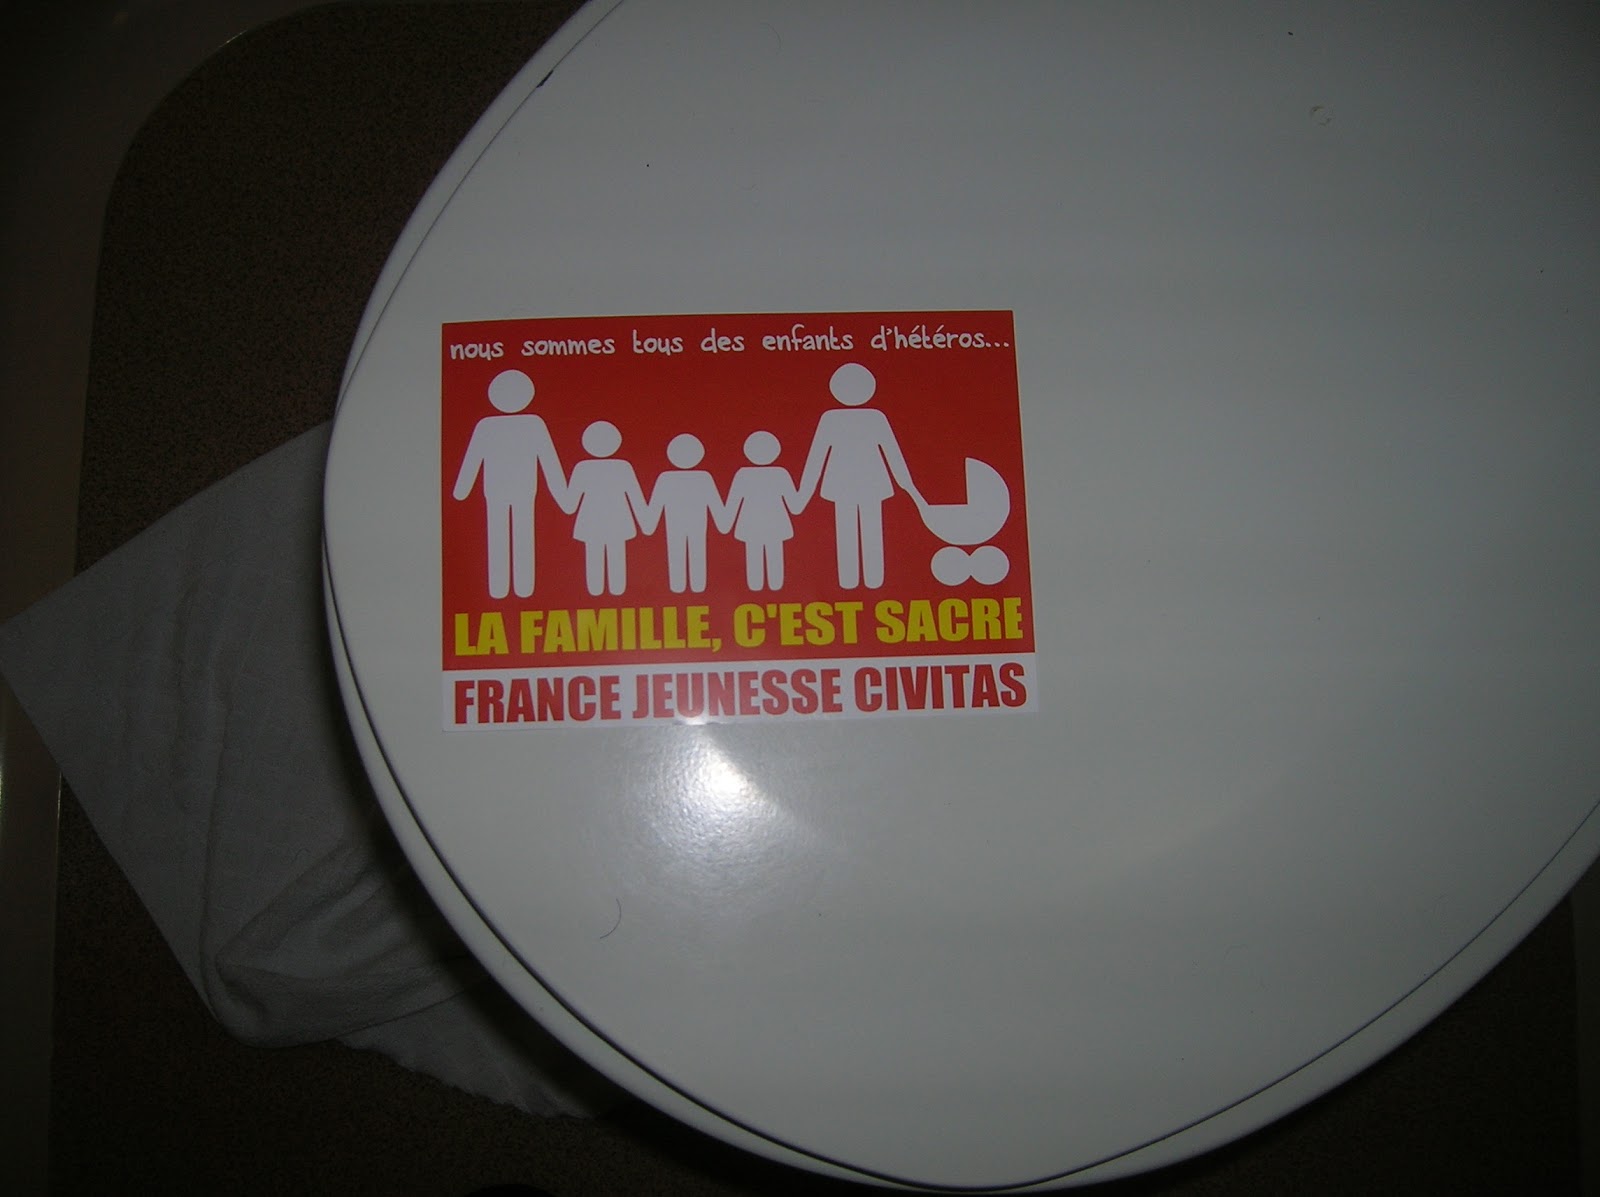 nous sommes tous des enfants d'hétéros...
LA FAMILLE, C'EST SACRE
FRANCE JEUNESSE CIVITAS